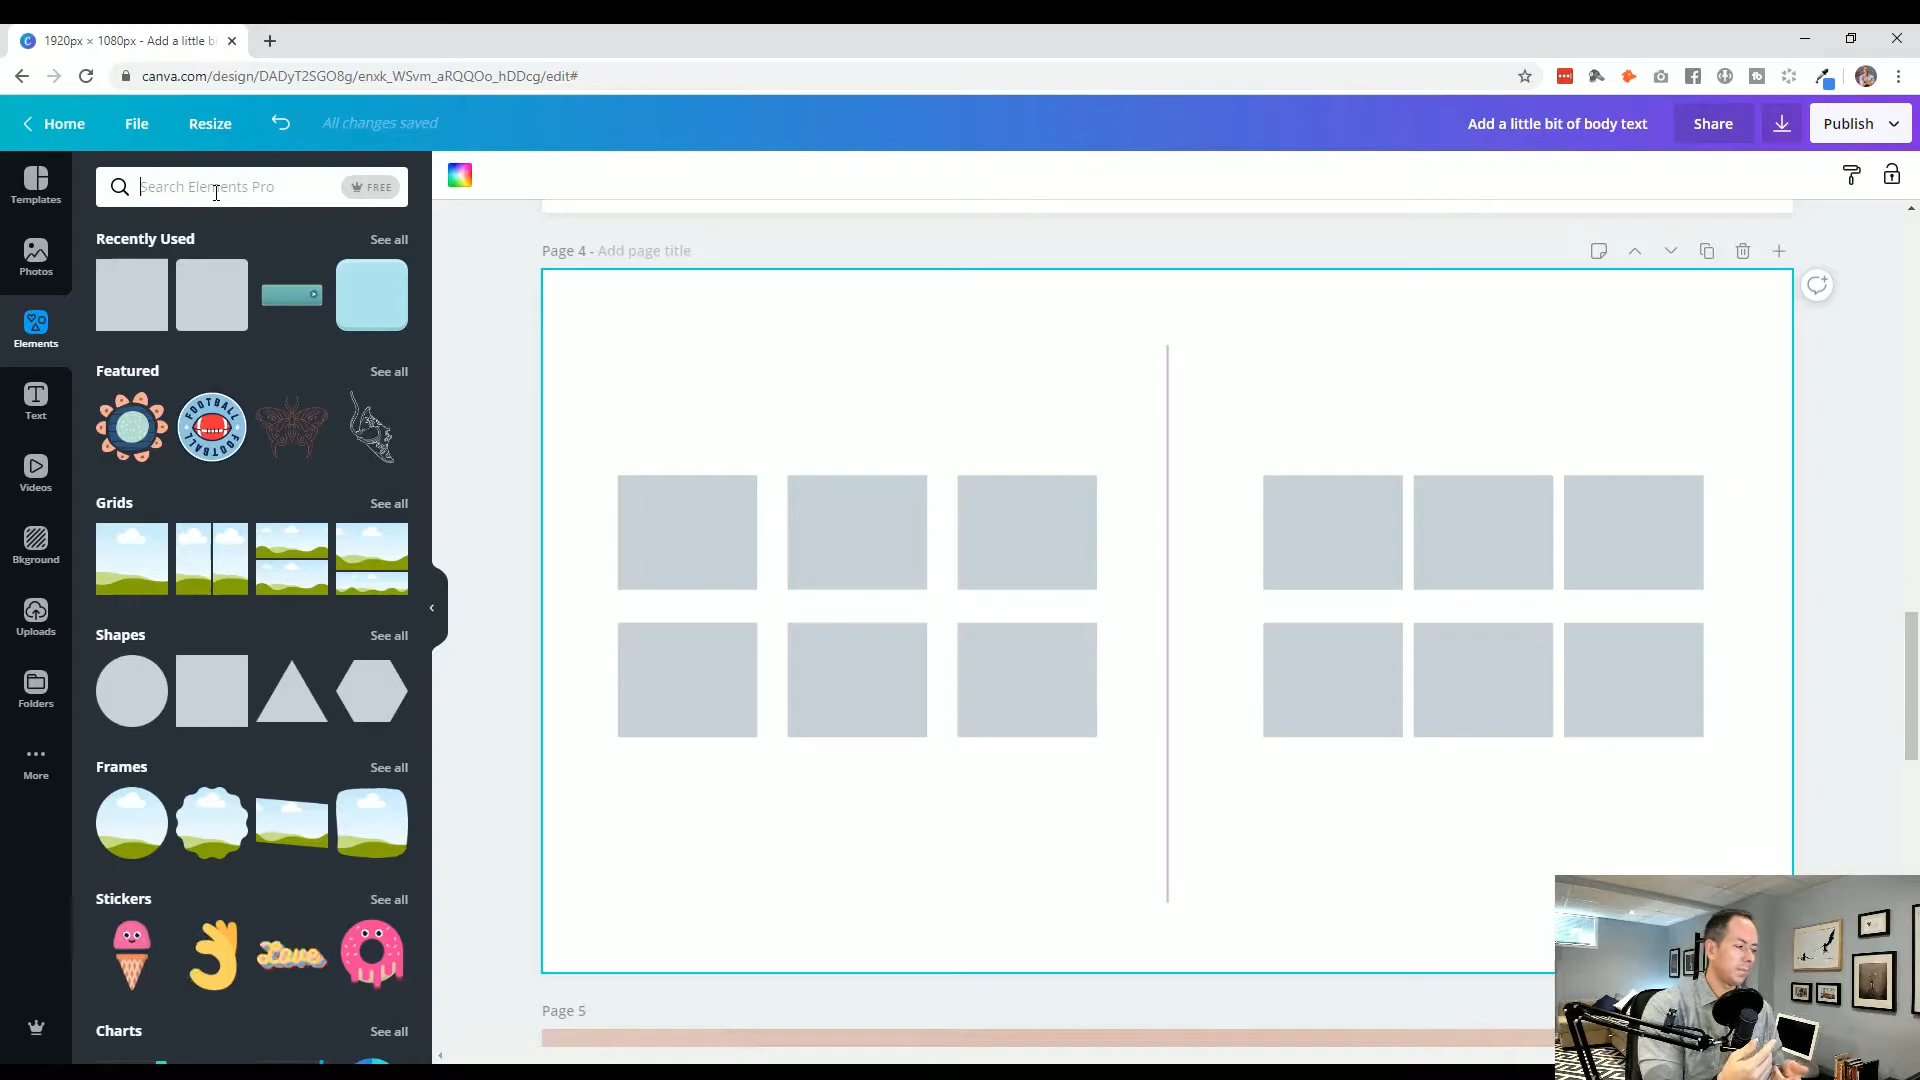 1920px × 1080px - Add a little bi
canva.com/design/DADyT2SGO8g/enxk_WSvm_aRQQOo_hDDcg/edit#
Home
File
Resize
All changes saved
Add a little bit of body text
Share
Publish
Templates
Photos
Elements
Text
Videos
Bkground
Uploads
Folders
More
Search Elements Pro
FREE
Recently Used
See all
Featured
See all
FOOTBALL
FOOTBALL
Grids
See all
Shapes
See all
Frames
See all
Stickers
See all
Love
Charts
See all
Page 4 - Add page title
Page 5